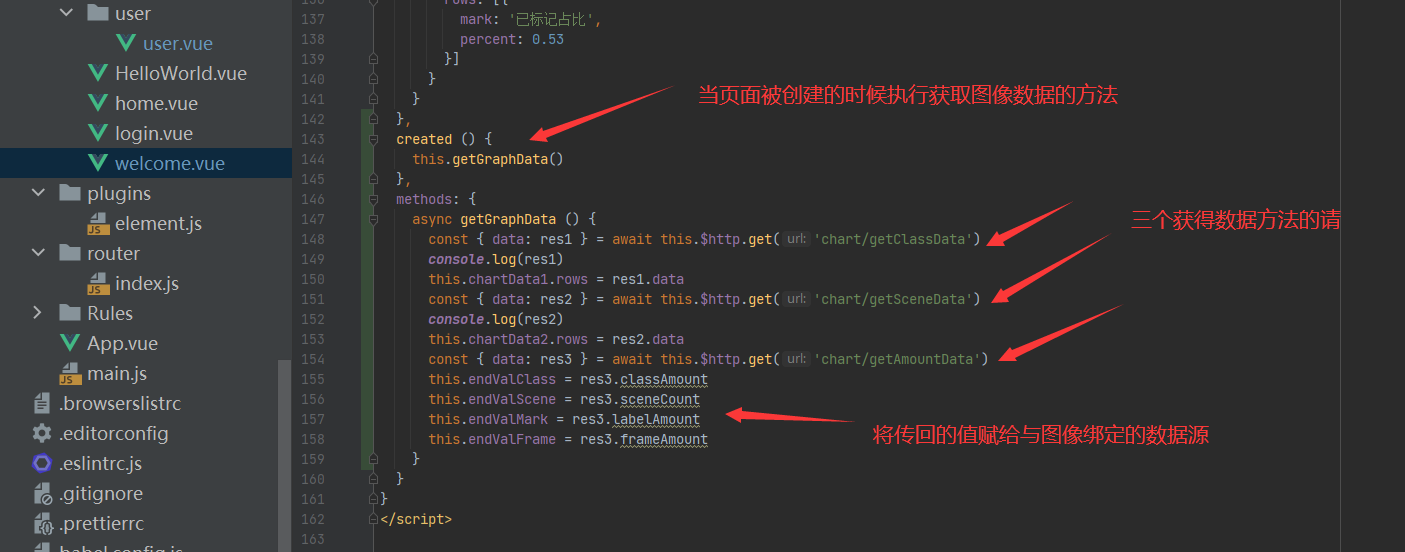 user
user.vue
HelloWorld.vue
home.vue
login.vue
welcome.vue
plugins
element.js
router
index.js
Rules
App.vue
main.js
.browserslistrc
.editorconfig
.eslintrc.js
.gitignore
.prettierrc
babel.config.js
136 rows: [{
137 mark: '已标记占比',
138 percent: 0.53
139 }]
140 }
141 }
142 },
143 created () {
144 this.getGraphData()
145 },
146 methods: {
147 async getGraphData () {
148 const { data: res1 } = await this.$http.get( url: 'chart/getClassData')
149 console.log(res1)
150 this.chartData1.rows = res1.data
151 const { data: res2 } = await this.$http.get( url: 'chart/getSceneData')
152 console.log(res2)
153 this.chartData2.rows = res2.data
154 const { data: res3 } = await this.$http.get( url: 'chart/getAmountData')
155 this.endValClass = res3.classAmount
156 this.endValScene = res3.sceneCount
157 this.endValMark = res3.labelAmount
158 this.endValFrame = res3.frameAmount
159 }
160 }
161 }
162 </script>
163
当页面被创建的时候执行获取图像数据的方法
三个获得数据方法的请
将传回的值赋给与图像绑定的数据源